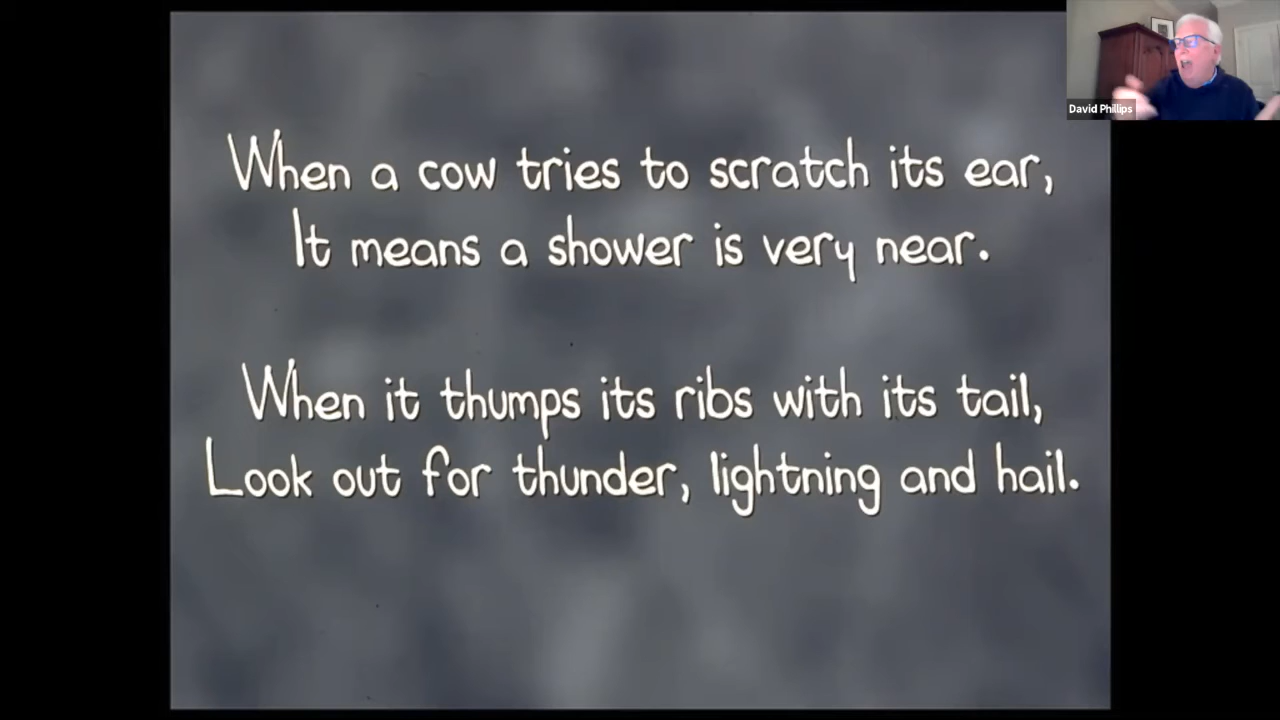 David Phillips
When a cow tries to scratch its ear,
It means a shower is very near.
When it thumps its ribs with its tail,
Look out for thunder, lightning and hail.